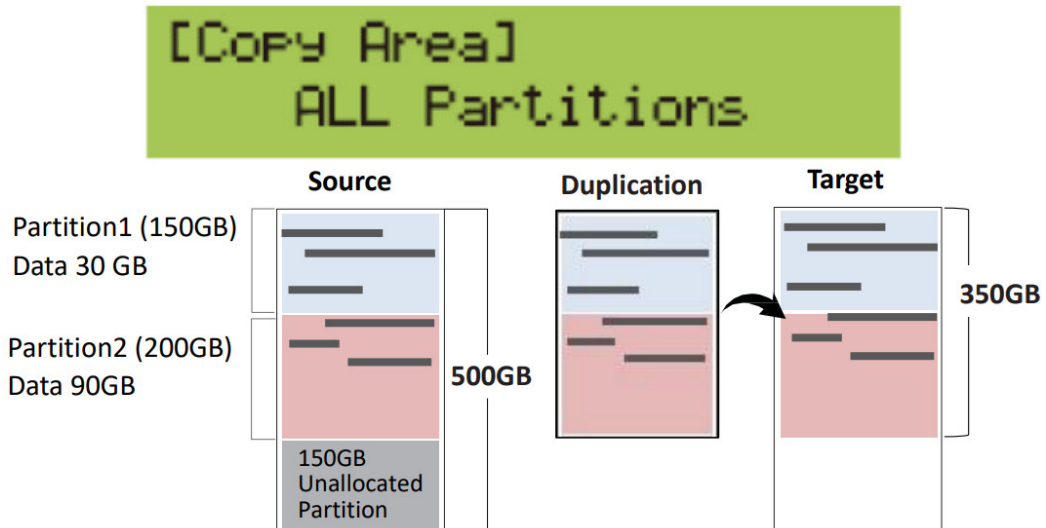 [Copy Area]
ALL Partitions
Source
Duplication
Target
Partition1 (150GB)
Data 30 GB
350GB
Partition2 (200GB)
Data 90GB
500GB
150GB
Unallocated
Partition